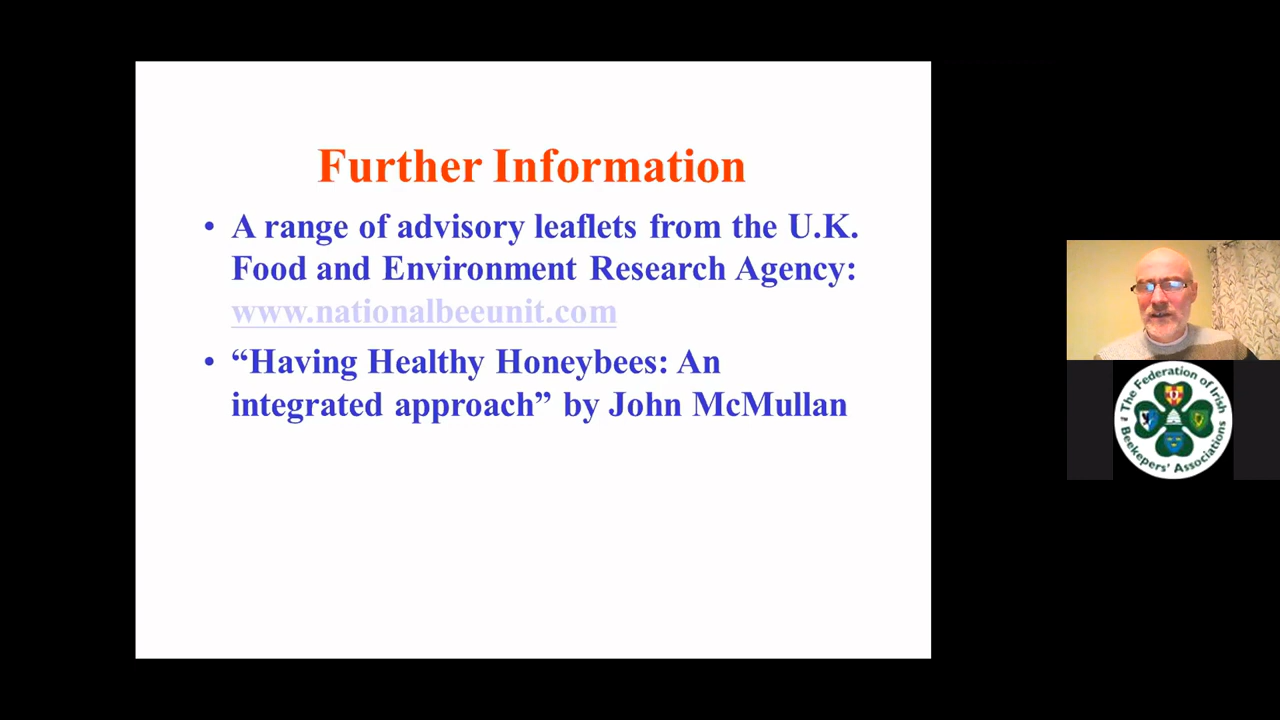 Further Information
• A range of advisory leaflets from the U.K.
Food and Environment Research Agency:
www.nationalbeeunit.com
• “Having Healthy Honeybees: An
integrated approach” by John McMullan
The Federation of Irish
Beekepers' Associations